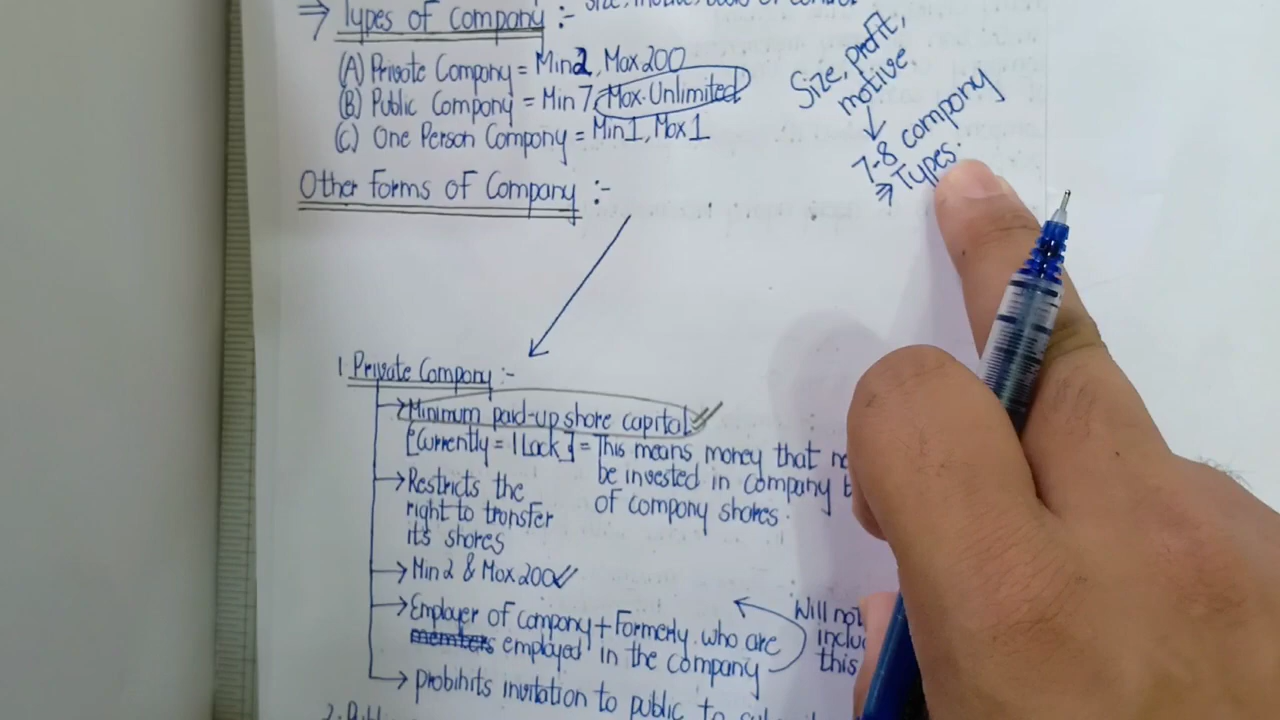 ⇒ Types of Company :- Size,
(A) Private Company = Min 2, Max 200
(B) Public Company = Min 7, Max. Unlimited
(C) One Person Company = Min 1, Max 1
Size, profit,
motive
↓
7-8 company
⇒ Types.
Other Forms of Company :-
1 Private Company :-
→ Minimum paid-up share capital
[Currently = 1 Lack] = This means money that
be invested in company
of company shares.
→ Restricts the
right to transfer
its shares
→ Min 2 & Max 200
→ Employer of company + Formerly who are
members employed in the company
Will not
this
→ probihits invitation to public to
2.